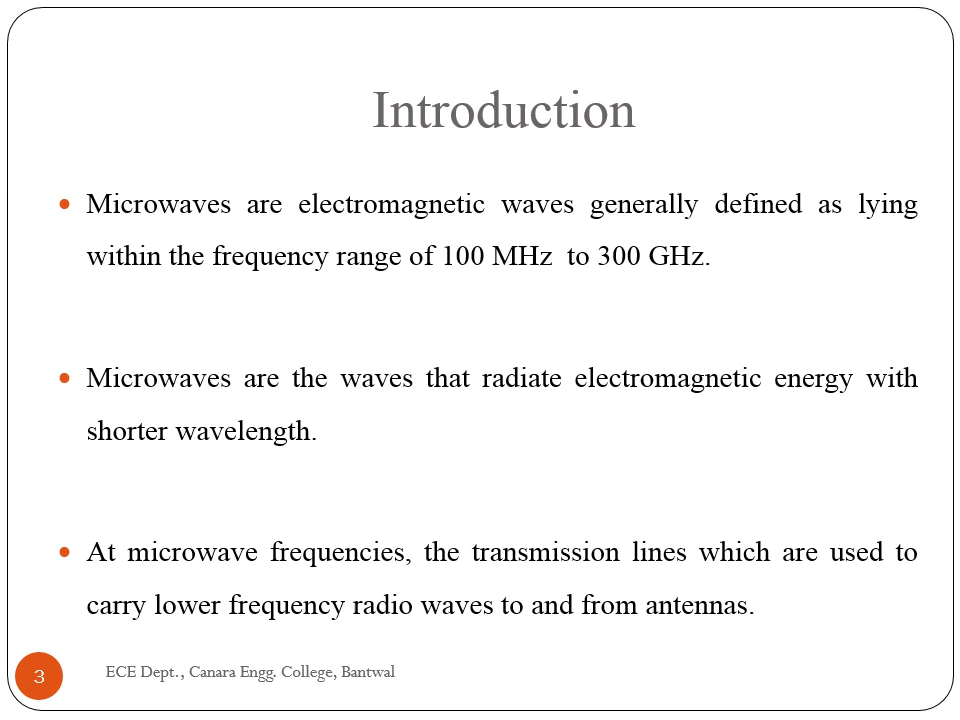 Introduction
• Microwaves are electromagnetic waves generally defined as lying
within the frequency range of 100 MHz to 300 GHz.
• Microwaves are the waves that radiate electromagnetic energy with
shorter wavelength.
• At microwave frequencies, the transmission lines which are used to
carry lower frequency radio waves to and from antennas.
3 ECE Dept., Canara Engg. College, Bantwal